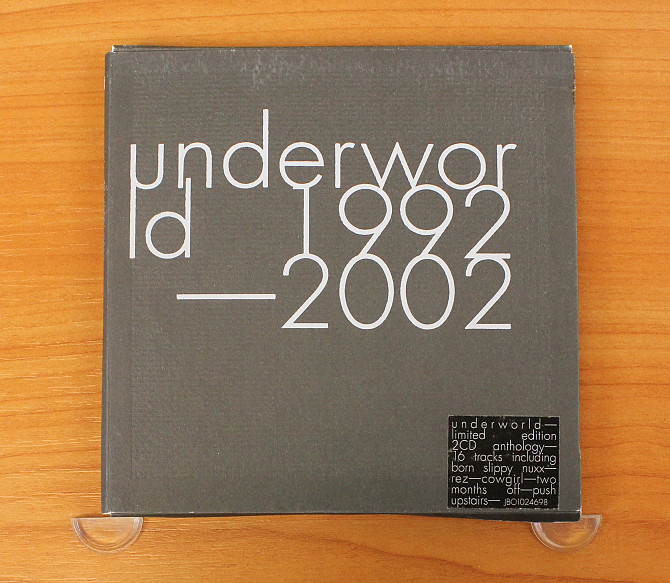 underwor
ld 1992
—2002
underworld—
limited edition
2CD anthology—
16 tracks including
born slippy nuxx—
rez—cowgirl—two
months off—push
upstairs— JBO1024698